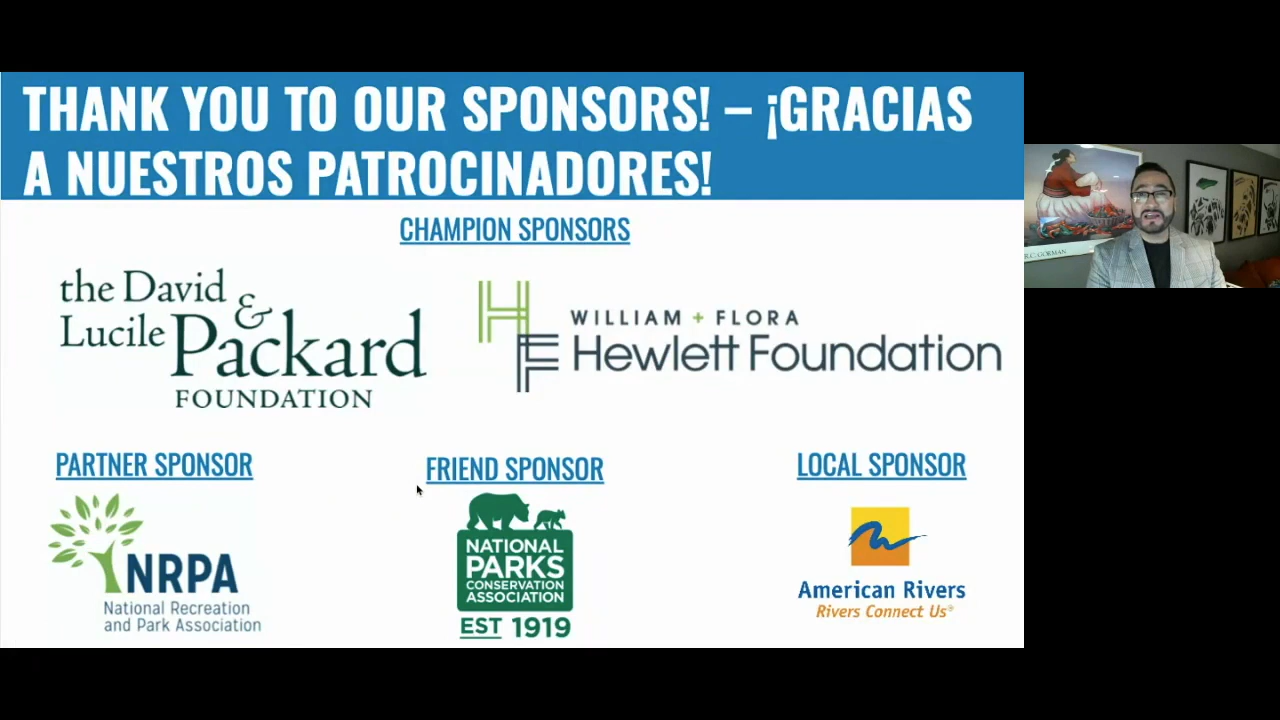 THANK YOU TO OUR SPONSORS! – ¡GRACIAS
A NUESTROS PATROCINADORES!
CHAMPION SPONSORS
the David
&
Lucile Packard
FOUNDATION
HF
WILLIAM + FLORA
Hewlett Foundation
PARTNER SPONSOR
NRPA
National Recreation
and Park Association
FRIEND SPONSOR
NATIONAL
PARKS
CONSERVATION
ASSOCIATION
EST 1919
LOCAL SPONSOR
American Rivers
Rivers Connect Us®
R.C. GORMAN